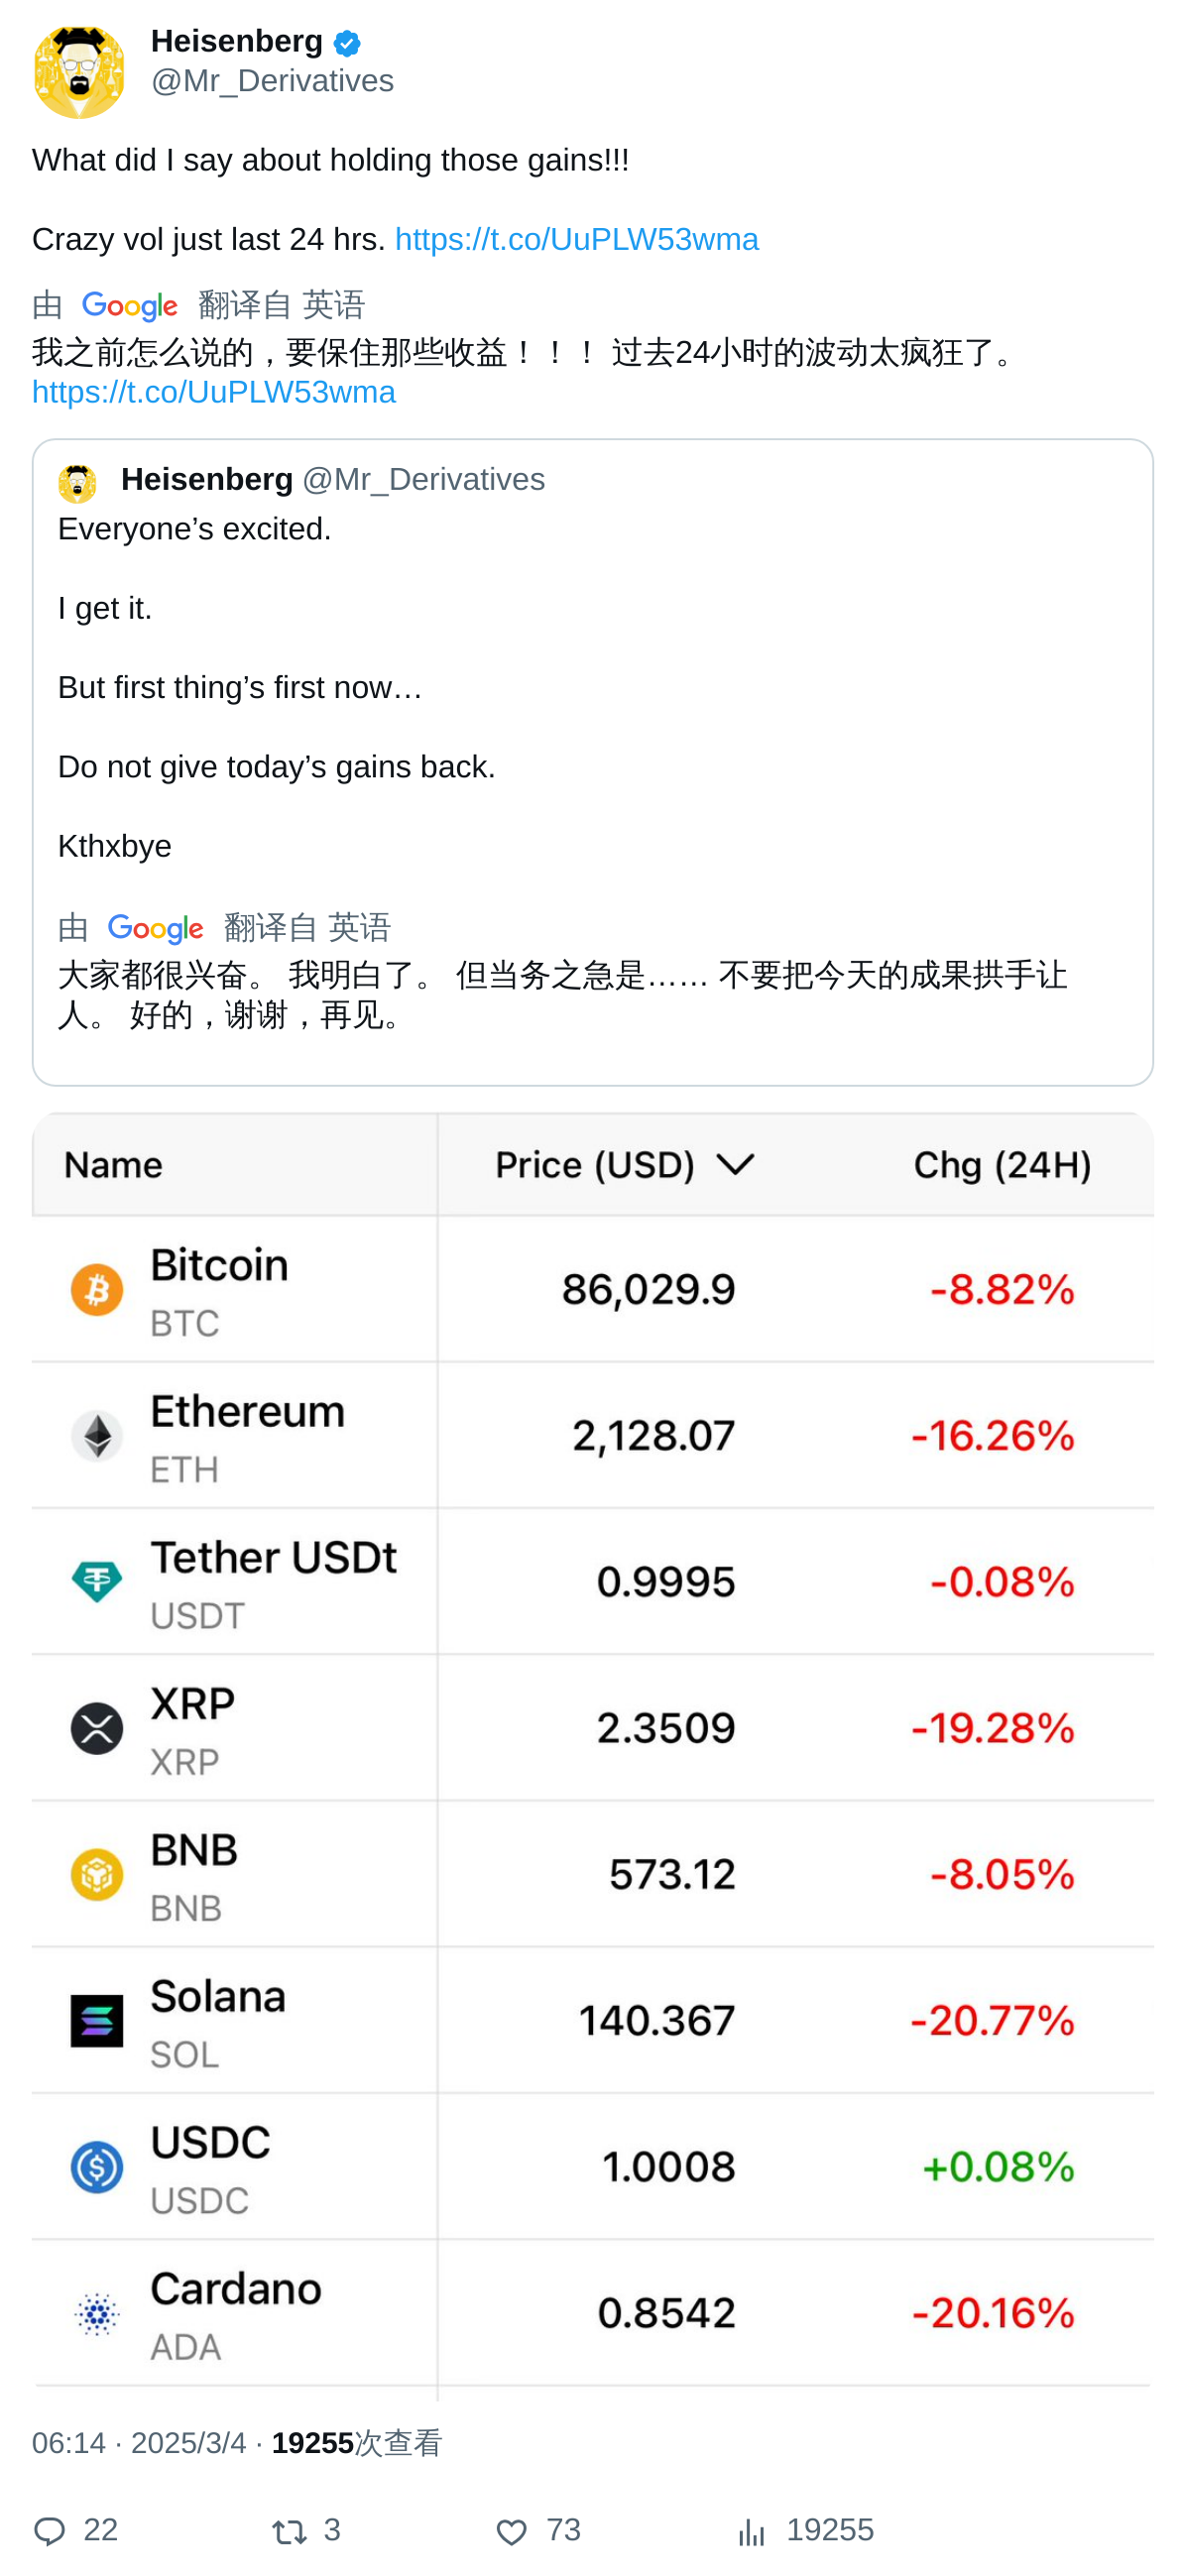 Heisenberg
@Mr_Derivatives
What did I say about holding those gains!!!
Crazy vol just last 24 hrs. https://t.co/UuPLW53wma
由 Google 翻译自 英语
我之前怎么说的，要保住那些收益！！！ 过去24小时的波动太疯狂了。
https://t.co/UuPLW53wma
Heisenberg @Mr_Derivatives
Everyone’s excited.
I get it.
But first thing’s first now…
Do not give today’s gains back.
Kthxbye
由 Google 翻译自 英语
大家都很兴奋。 我明白了。 但当务之急是…… 不要把今天的成果拱手让
人。 好的，谢谢，再见。
Name Price (USD) Chg (24H)
Bitcoin
BTC
86,029.9 -8.82%
Ethereum
ETH
2,128.07 -16.26%
Tether USDt
USDT
0.9995 -0.08%
XRP
XRP
2.3509 -19.28%
BNB
BNB
573.12 -8.05%
Solana
SOL
140.367 -20.77%
USDC
USDC
1.0008 +0.08%
Cardano
ADA
0.8542 -20.16%
06:14 · 2025/3/4 · 19255次查看
22 3 73 19255